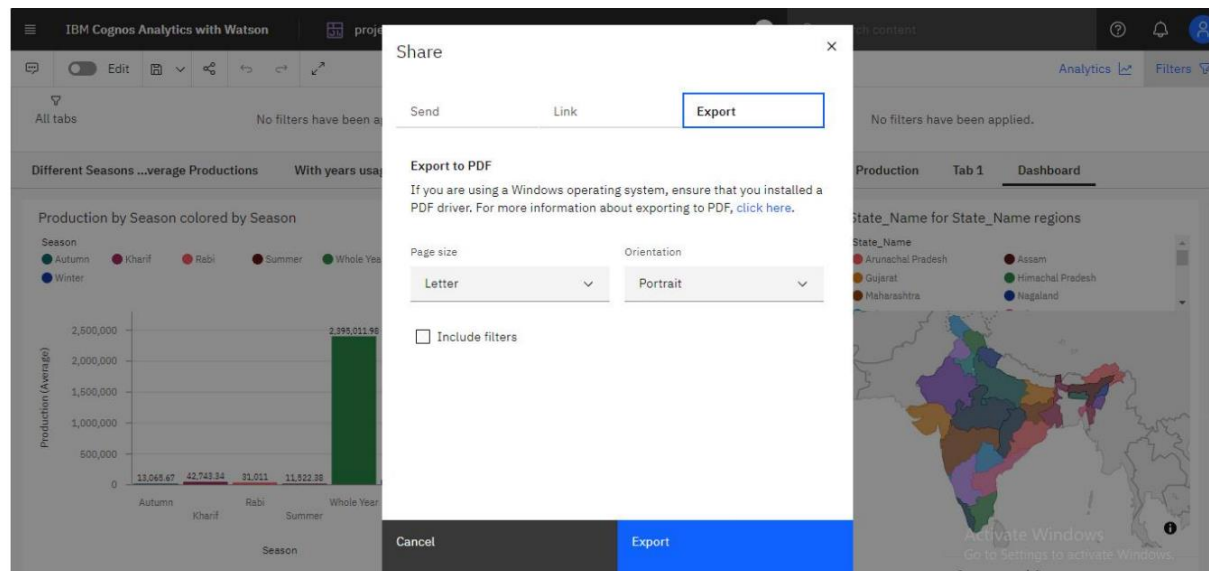 IBM Cognos Analytics with Watson
proje
ch content
Edit
Analytics
Filters
All tabs
No filters have been a
No filters have been applied.
Different Seasons ...verage Productions
With years usag
Production
Tab 1
Dashboard
Production by Season colored by Season
Season
Autumn
Kharif
Rabi
Summer
Whole Yea
Winter
2,500,000
2,000,000
1,500,000
1,000,000
500,000
0
Production (Average)
13,065.67
42,743.34
31,011
11,522.38
2,395,011.98
Autumn
Kharif
Rabi
Summer
Whole Year
Season
Share
Send
Link
Export
Export to PDF
If you are using a Windows operating system, ensure that you installed a
PDF driver. For more information about exporting to PDF, click here.
Page size
Orientation
Letter
Portrait
Include filters
Cancel
Export
State_Name for State_Name regions
State_Name
Arunachal Pradesh
Assam
Gujarat
Himachal Pradesh
Maharashtra
Nagaland
Activate Windows
Go to Settings to activate Windows.